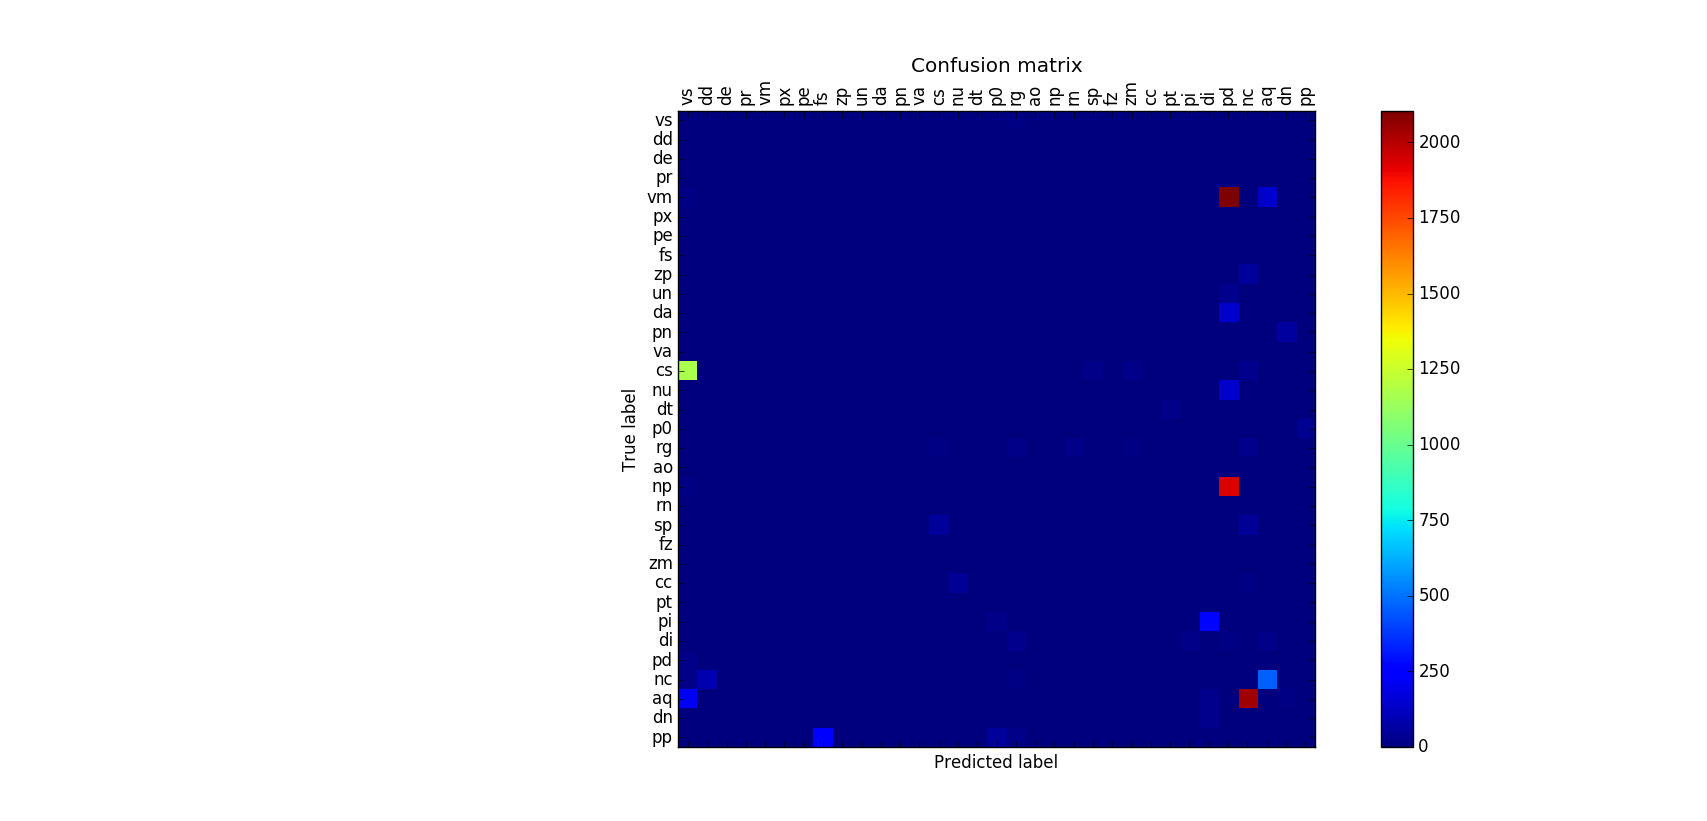 Confusion matrix
vs dd de pr vm px pe fs zp un da pn va cs nu dt p0 rg ao np rn sp fz zm cc pt pi di pd nc aq dn pp
vs
dd
de
pr
vm
px
pe
fs
zp
un
da
pn
va
cs
nu
dt
p0
rg
ao
np
rn
sp
fz
zm
cc
pt
pi
di
pd
nc
aq
dn
pp
True label
Predicted label
2000
1750
1500
1250
1000
750
500
250
0